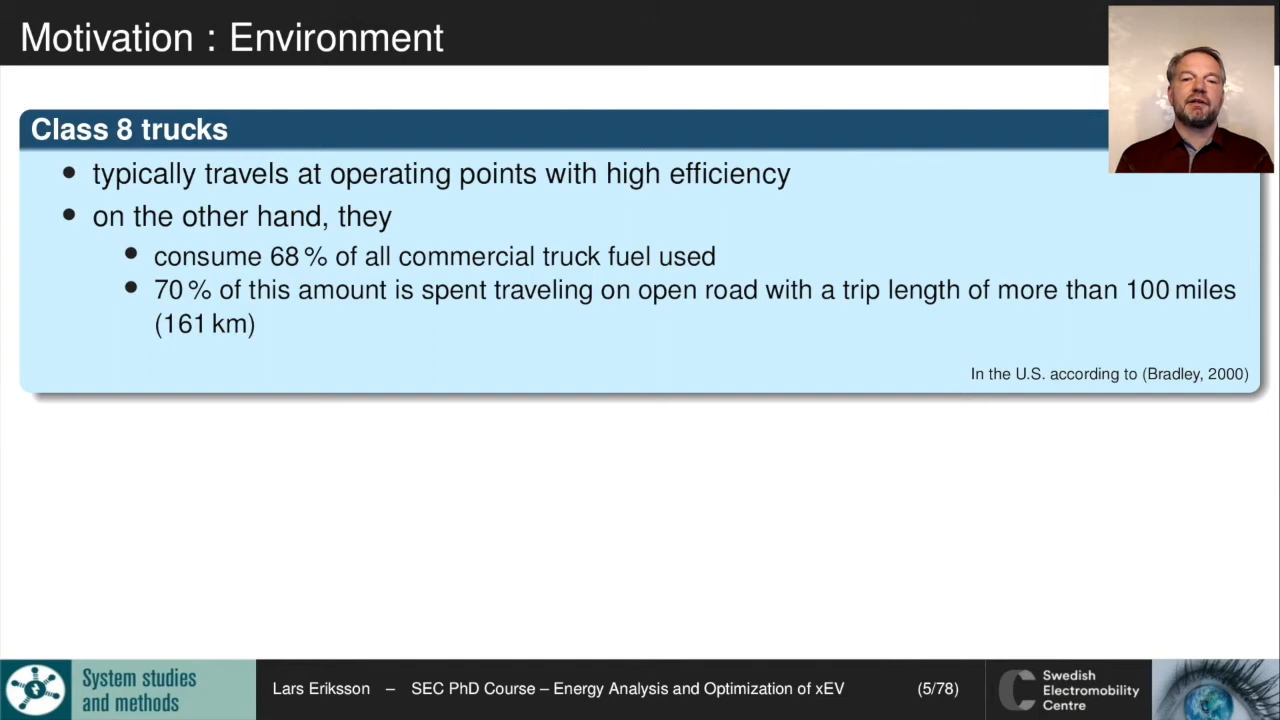 Motivation : Environment
Class 8 trucks
• typically travels at operating points with high efficiency
• on the other hand, they
• consume 68 % of all commercial truck fuel used
• 70 % of this amount is spent traveling on open road with a trip length of more than 100 miles
(161 km)
In the U.S. according to (Bradley, 2000)
System studies
and methods
Lars Eriksson – SEC PhD Course – Energy Analysis and Optimization of xEV (5/78)
Swedish
Electromobility
Centre